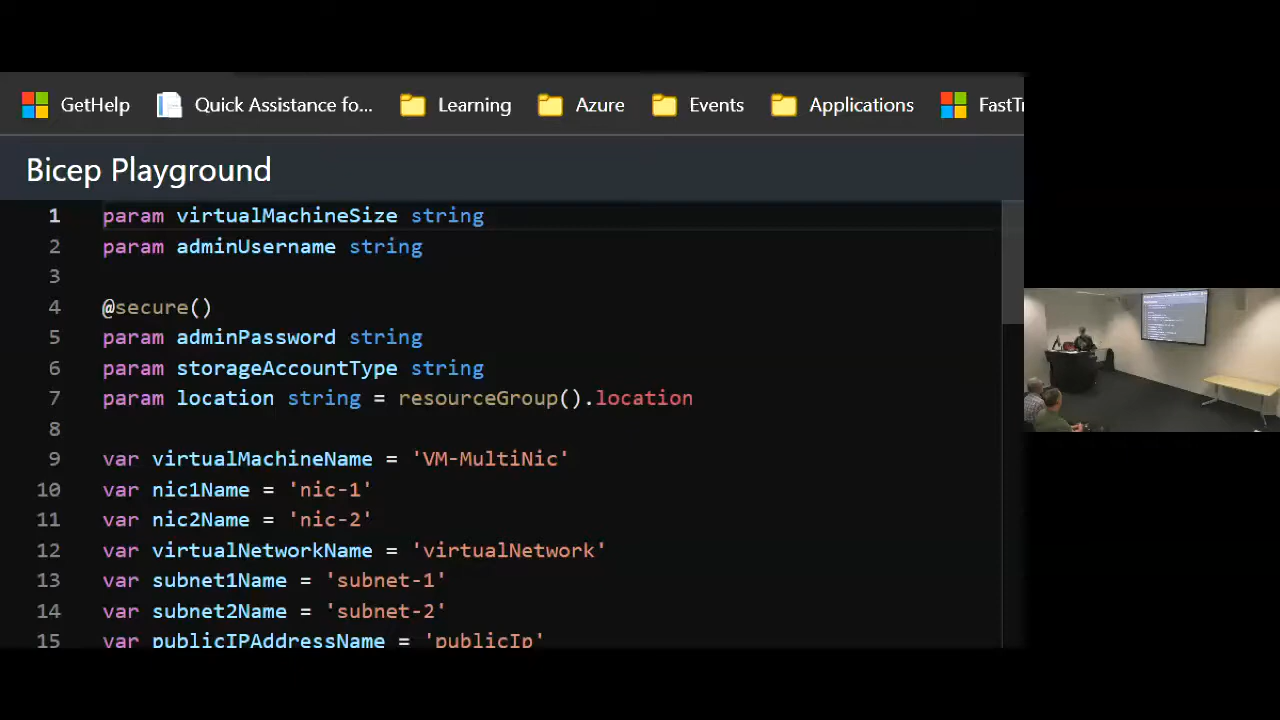 GetHelp Quick Assistance fo... Learning Azure Events Applications
Bicep Playground
1 param virtualMachineSize string
2 param adminUsername string
3
4 @secure()
5 param adminPassword string
6 param storageAccountType string
7 param location string = resourceGroup().location
8
9 var virtualMachineName = 'VM-MultiNic'
10 var nic1Name = 'nic-1'
11 var nic2Name = 'nic-2'
12 var virtualNetworkName = 'virtualNetwork'
13 var subnet1Name = 'subnet-1'
14 var subnet2Name = 'subnet-2'
15 var publicIPAddressName = 'publicIp'